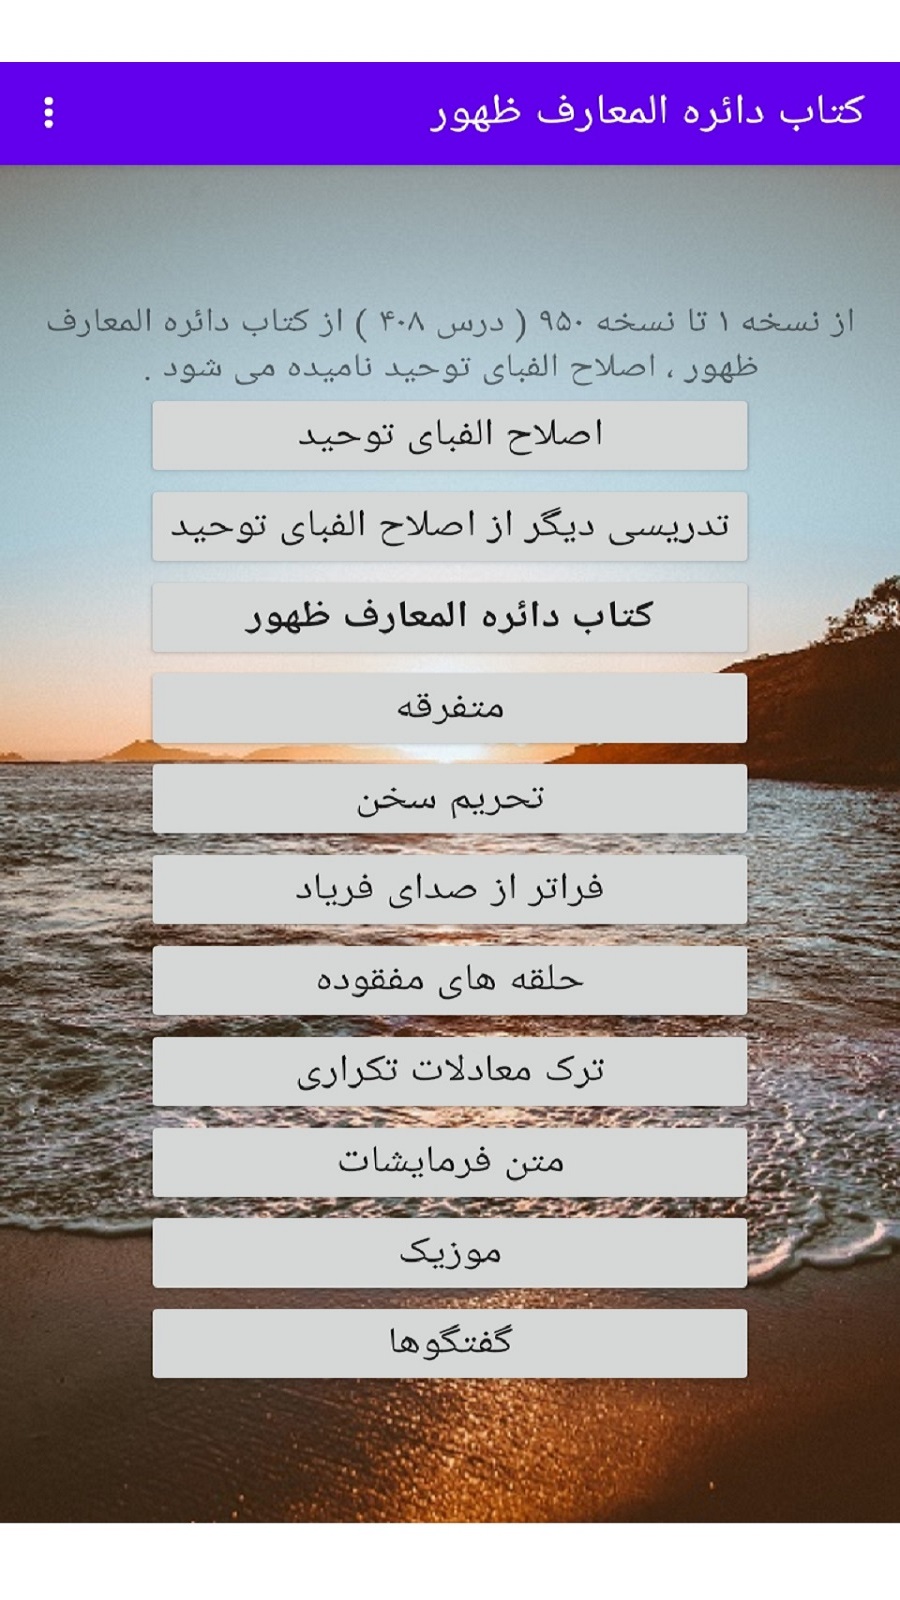 کتاب دائره المعارف ظهور
از نسخه ۱ تا نسخه ۹۵۰ ( درس ۴۰۸ ) از کتاب دائره المعارف
ظهور ، اصلاح الفبای توحید نامیده می شود .
اصلاح الفبای توحید
تدریسی دیگر از اصلاح الفبای توحید
کتاب دائره المعارف ظهور
متفرقه
تحریم سخن
فراتر از صدای فریاد
حلقه های مفقوده
ترک معادلات تکراری
متن فرمایشات
موزیک
گفتگوها